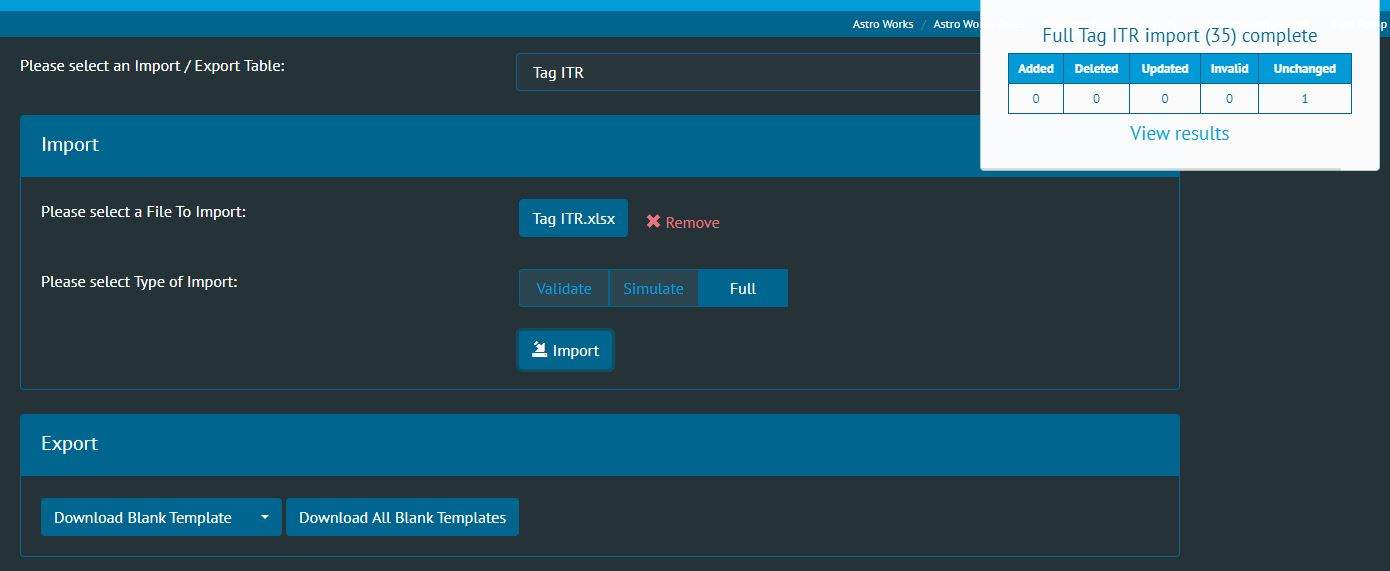 Astro Works / Astro Wo
Full Tag ITR import (35) complete
Added Deleted Updated Invalid Unchanged
0 0 0 0 1
View results
Please select an Import / Export Table:
Tag ITR
Import
Please select a File To Import:
Tag ITR.xlsx
Remove
Please select Type of Import:
Validate Simulate Full
Import
Export
Download Blank Template
Download All Blank Templates